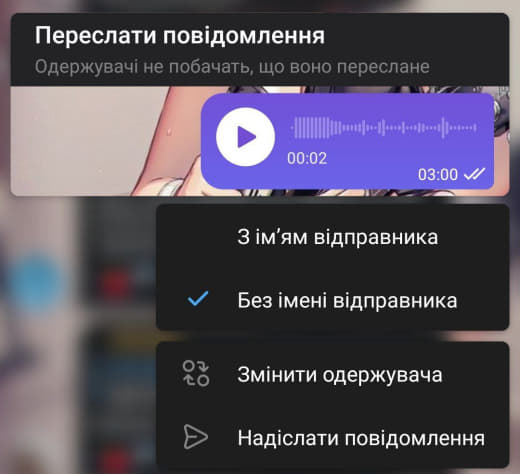 Переслати повідомлення
Одержувачі не побачать, що воно переслане
00:02
03:00
З ім’ям відправника
Без імені відправника
Змінити одержувача
Надіслати повідомлення